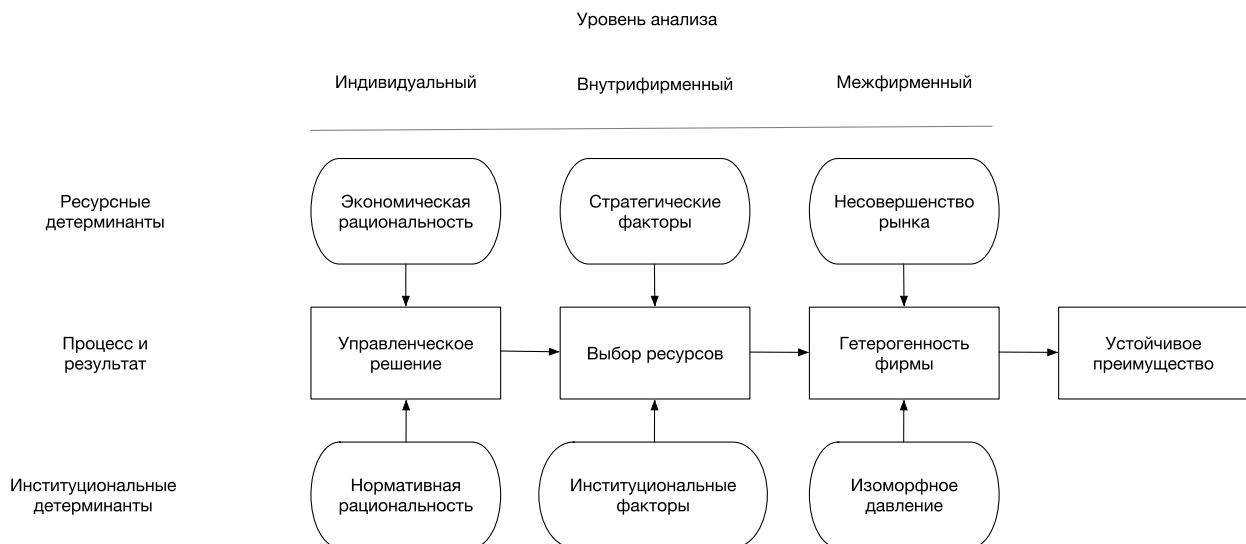 Уровень анализа
Индивидуальный
Внутрифирменный
Межфирменный
Ресурсные
детерминанты
Экономическая
рациональность
Стратегические
факторы
Несовершенство
рынка
Процесс и
результат
Управленческое
решение
Выбор ресурсов
Гетерогенность
фирмы
Устойчивое
преимущество
Институциональные
детерминанты
Нормативная
рациональность
Институциональные
факторы
Изоморфное
давление